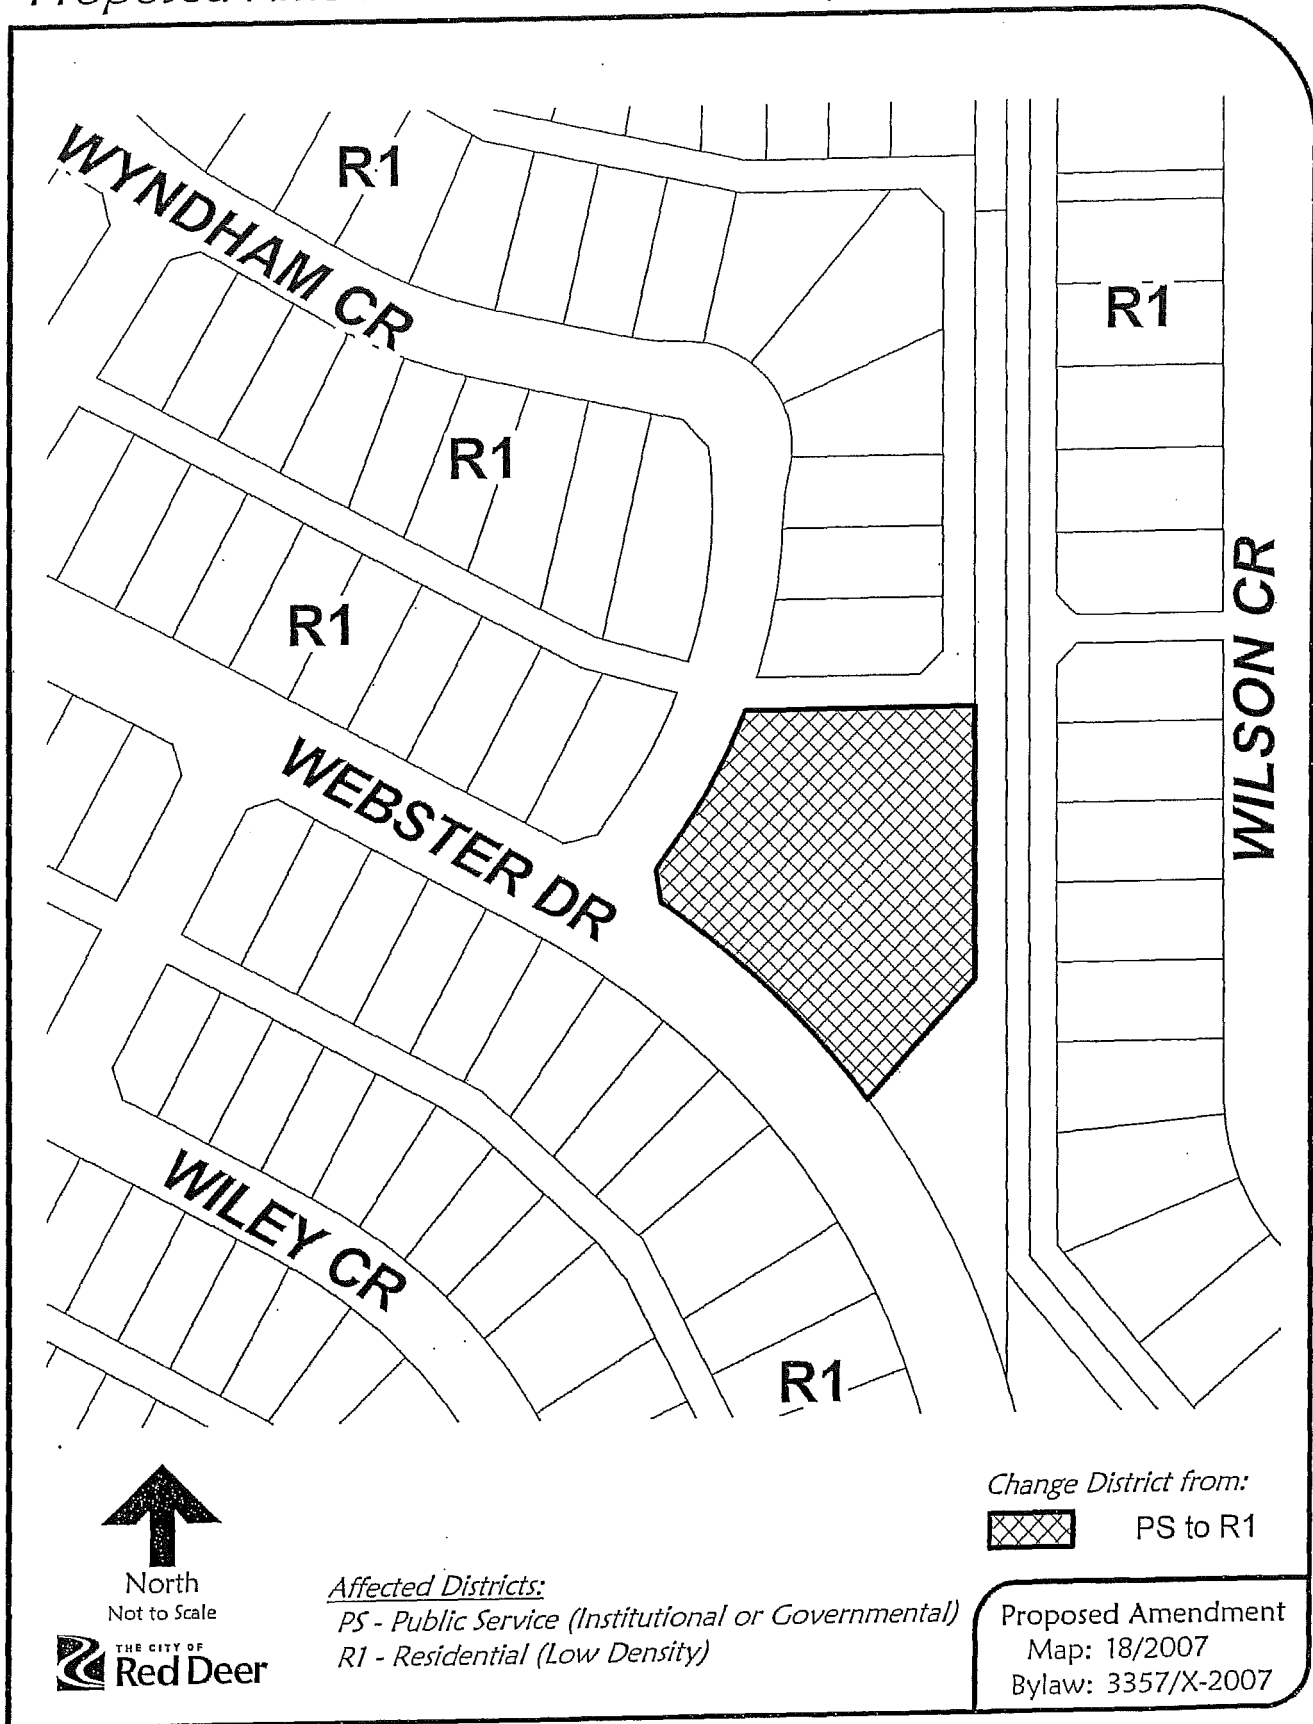 Proposed
R1
WYNDHAM CR
R1
R1
R1
WILSON CR
WEBSTER DR
WILEY CR
R1
Change District from:
PS to R1
North
Not to Scale
THE CITY OF
Red Deer
Affected Districts:
PS - Public Service (Institutional or Governmental)
R1 - Residential (Low Density)
Proposed Amendment
Map: 18/2007
Bylaw: 3357/X-2007